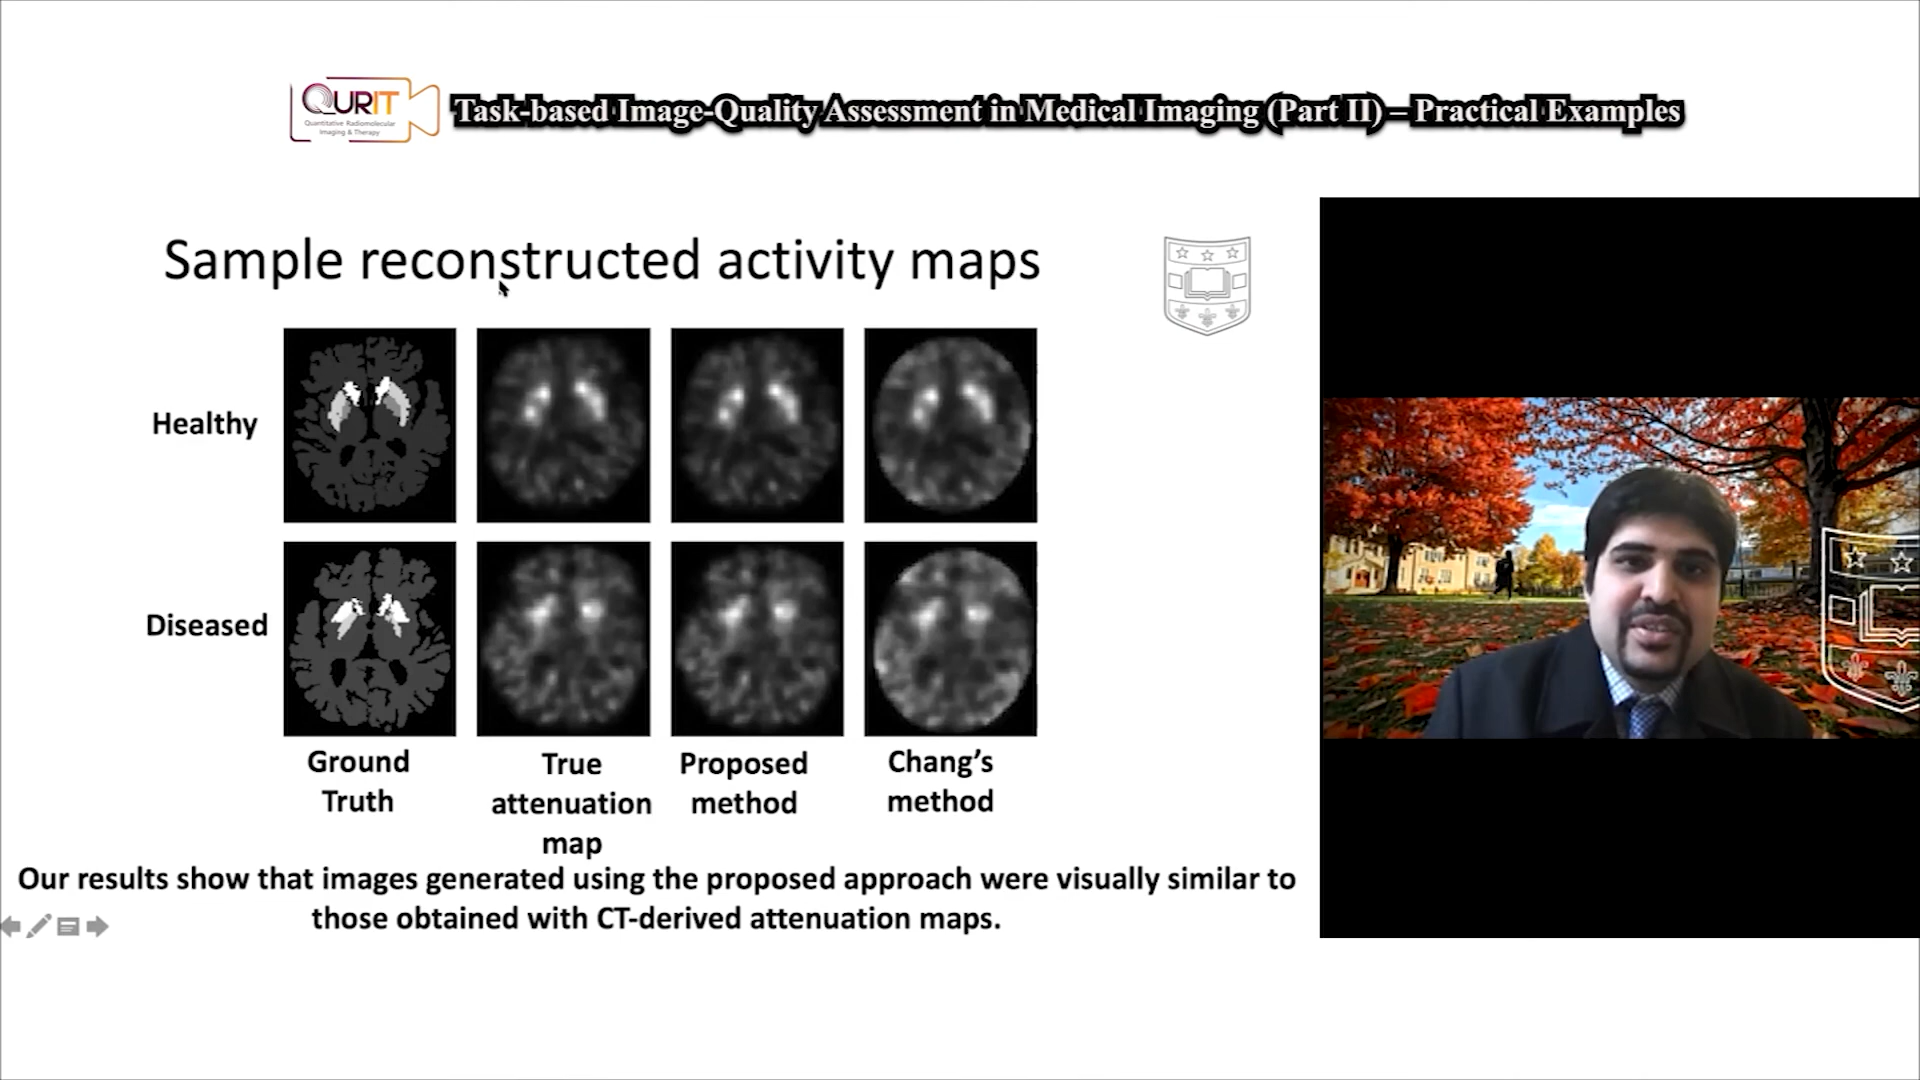 QURIT
Quantitative Radiomolecular
Imaging & Therapy
Task-based Image-Quality Assessment in Medical Imaging (Part II) – Practical Examples
Sample reconstructed activity maps
Healthy
Diseased
Ground
Truth
True
attenuation
map
Proposed
method
Chang’s
method
Our results show that images generated using the proposed approach were visually similar to
those obtained with CT-derived attenuation maps.